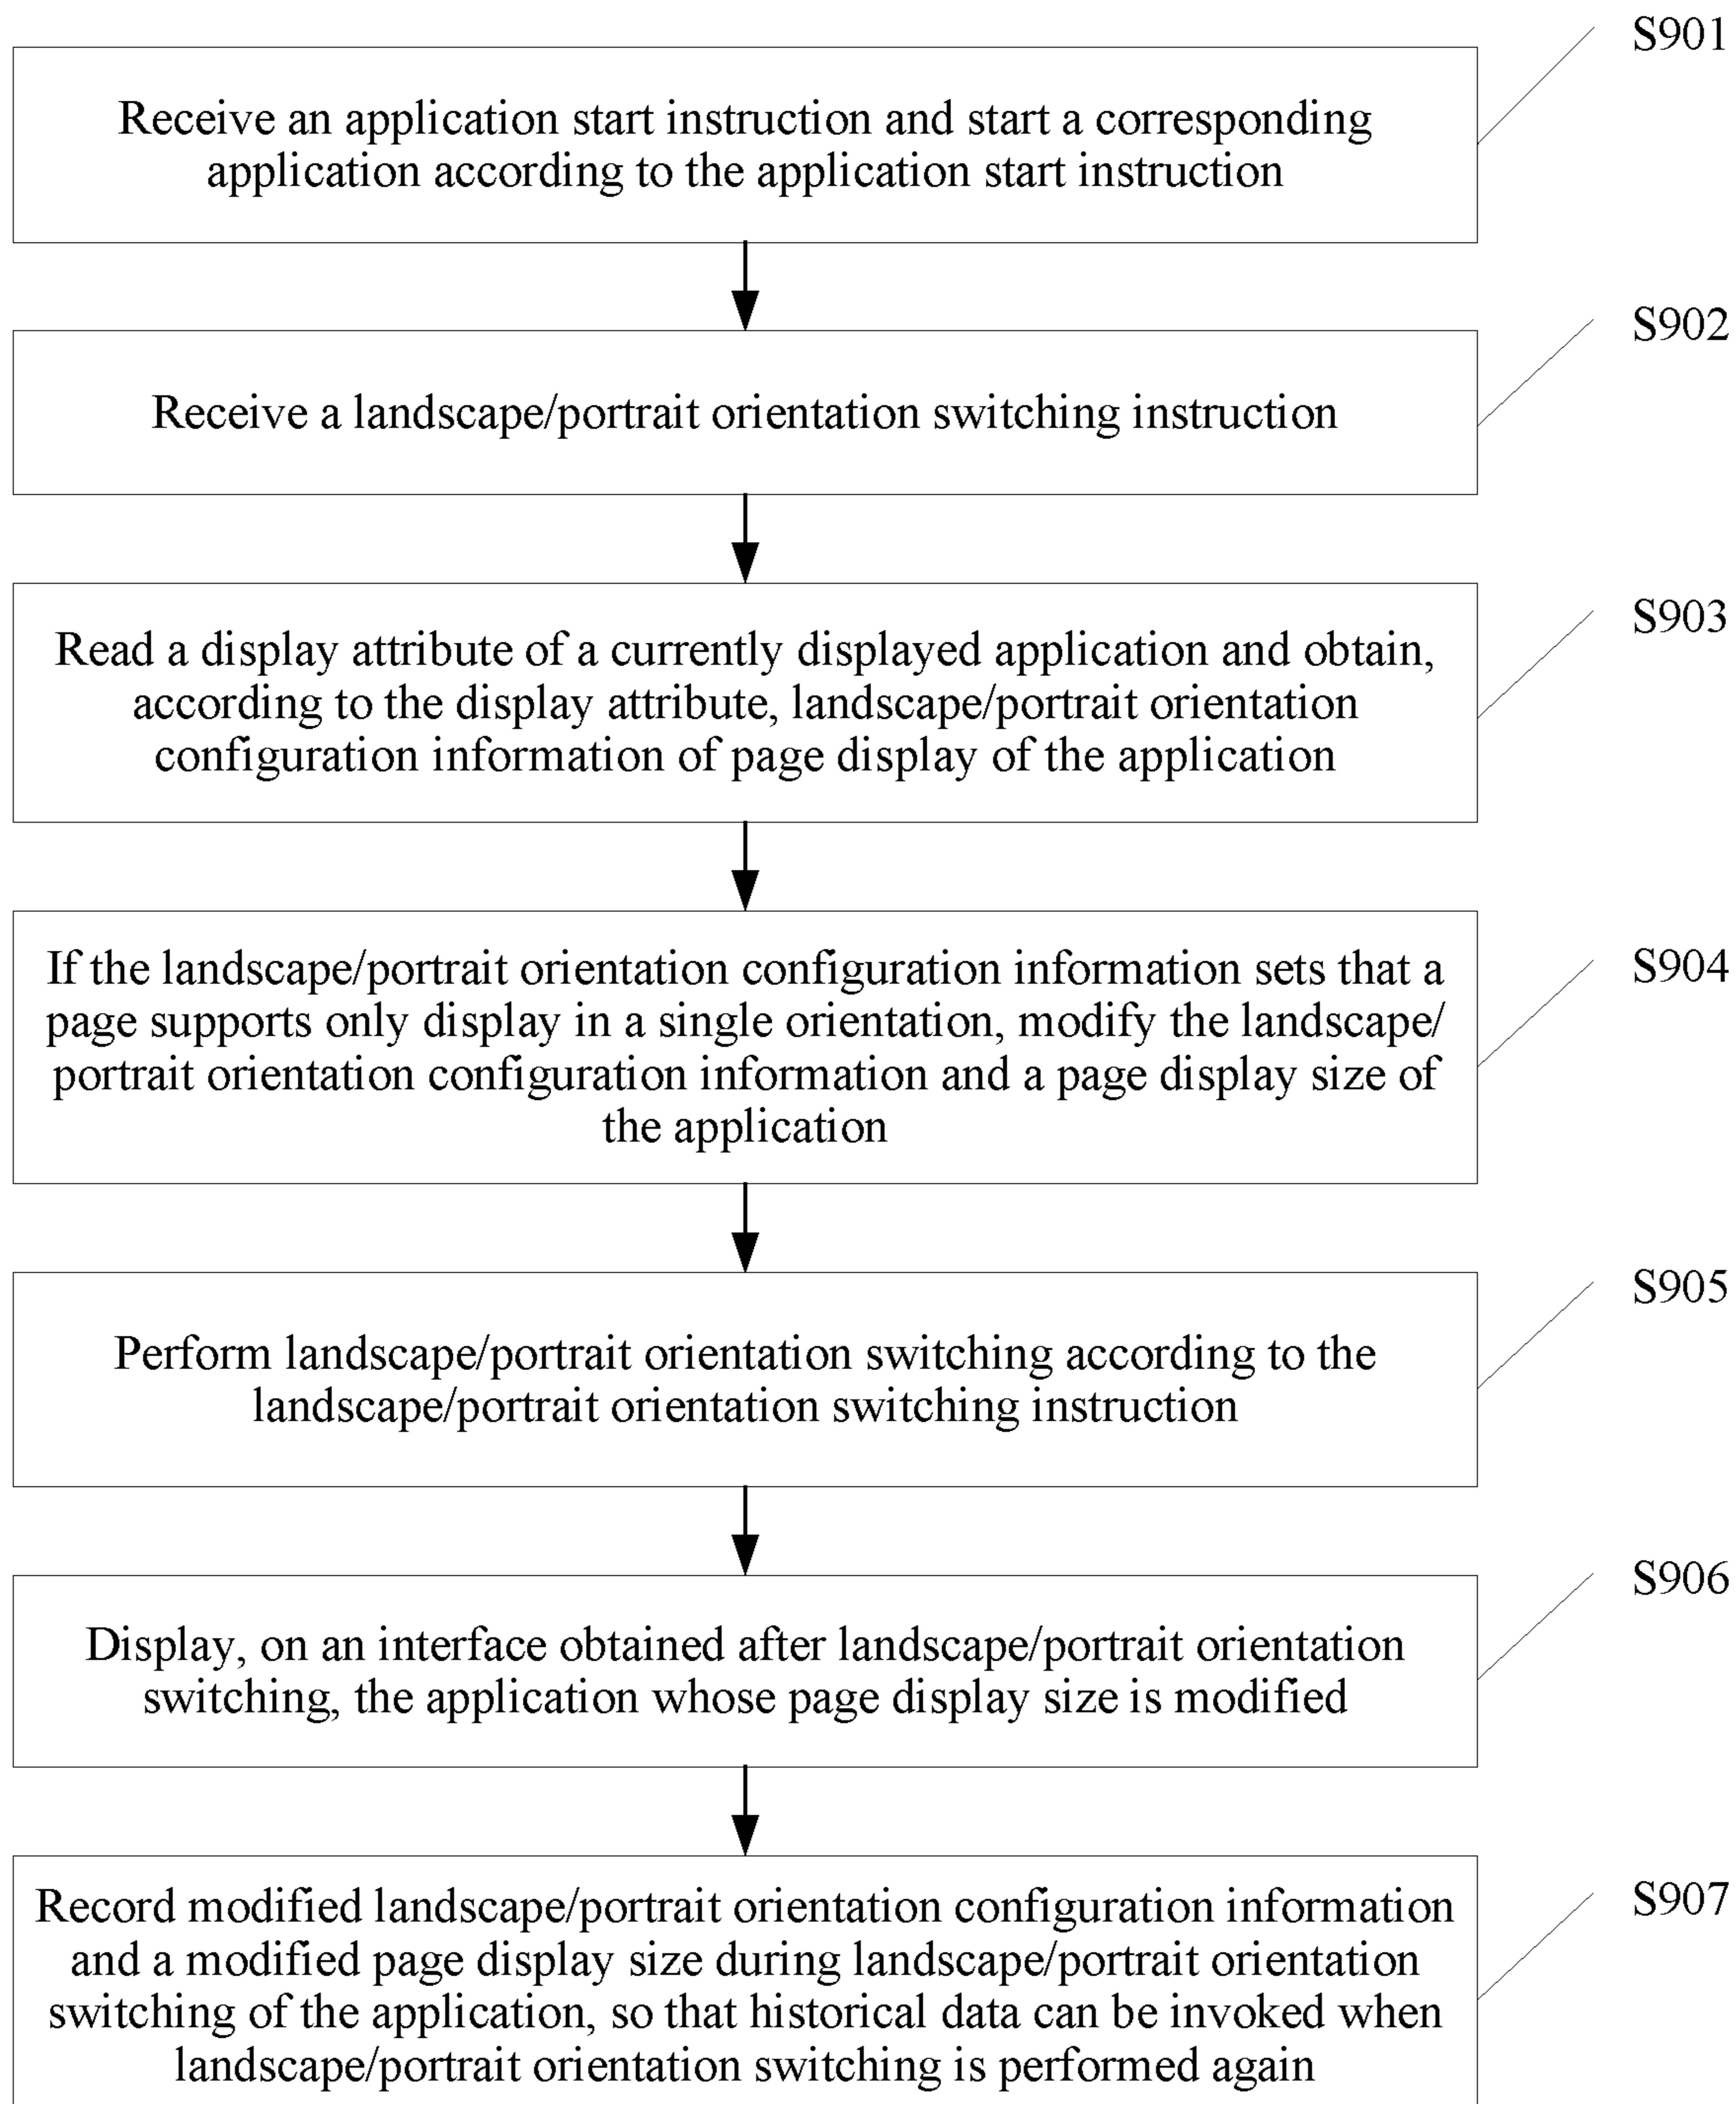 S901
Receive an application start instruction and start a corresponding
application according to the application start instruction
S902
Receive a landscape/portrait orientation switching instruction
S903
Read a display attribute of a currently displayed application and obtain,
according to the display attribute, landscape/portrait orientation
configuration information of page display of the application
S904
If the landscape/portrait orientation configuration information sets that a
page supports only display in a single orientation, modify the landscape/
portrait orientation configuration information and a page display size of
the application
S905
Perform landscape/portrait orientation switching according to the
landscape/portrait orientation switching instruction
S906
Display, on an interface obtained after landscape/portrait orientation
switching, the application whose page display size is modified
S907
Record modified landscape/portrait orientation configuration information
and a modified page display size during landscape/portrait orientation
switching of the application, so that historical data can be invoked when
landscape/portrait orientation switching is performed again